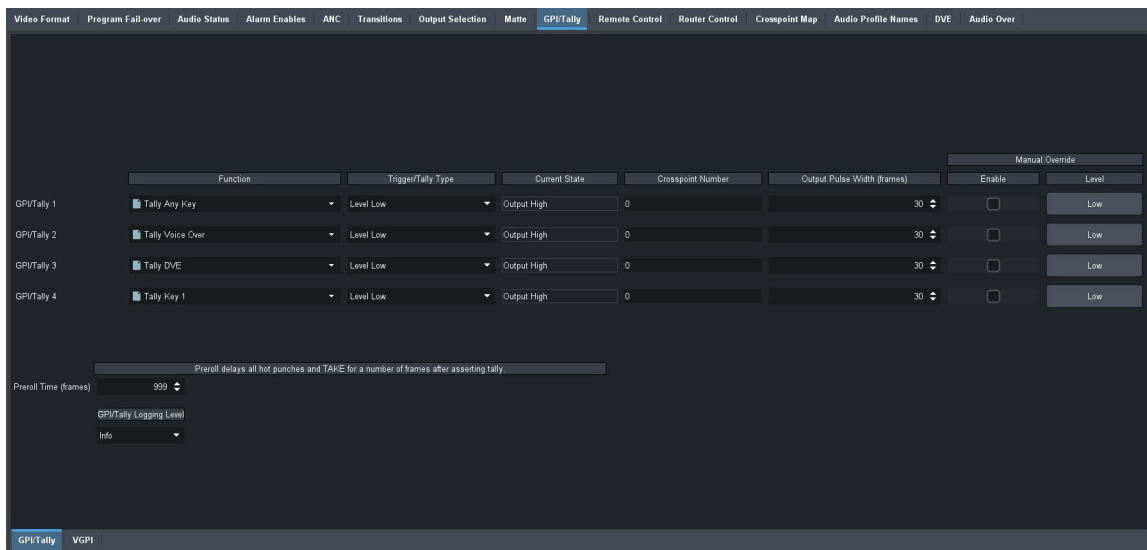 Video Format Program Fail-over Audio Status Alarm Enables ANC Transitions Output Selection Matte GPI/Tally Remote Control Router Control Crosspoint Map Audio Profile Names DVE Audio Over
Manual Override
Function Trigger/Tally Type Current State Crosspoint Number Output Pulse Width (frames) Enable Level
GPI/Tally 1 Tally Any Key Level Low Output High 0 30 Low
GPI/Tally 2 Tally Voice Over Level Low Output High 0 30 Low
GPI/Tally 3 Tally DVE Level Low Output High 0 30 Low
GPI/Tally 4 Tally Key 1 Level Low Output High 0 30 Low
Preroll delays all hot punches and TAKE for a number of frames after asserting tally.
Preroll Time (frames) 999
GPI/Tally Logging Level
Info
GPI/Tally VGPI